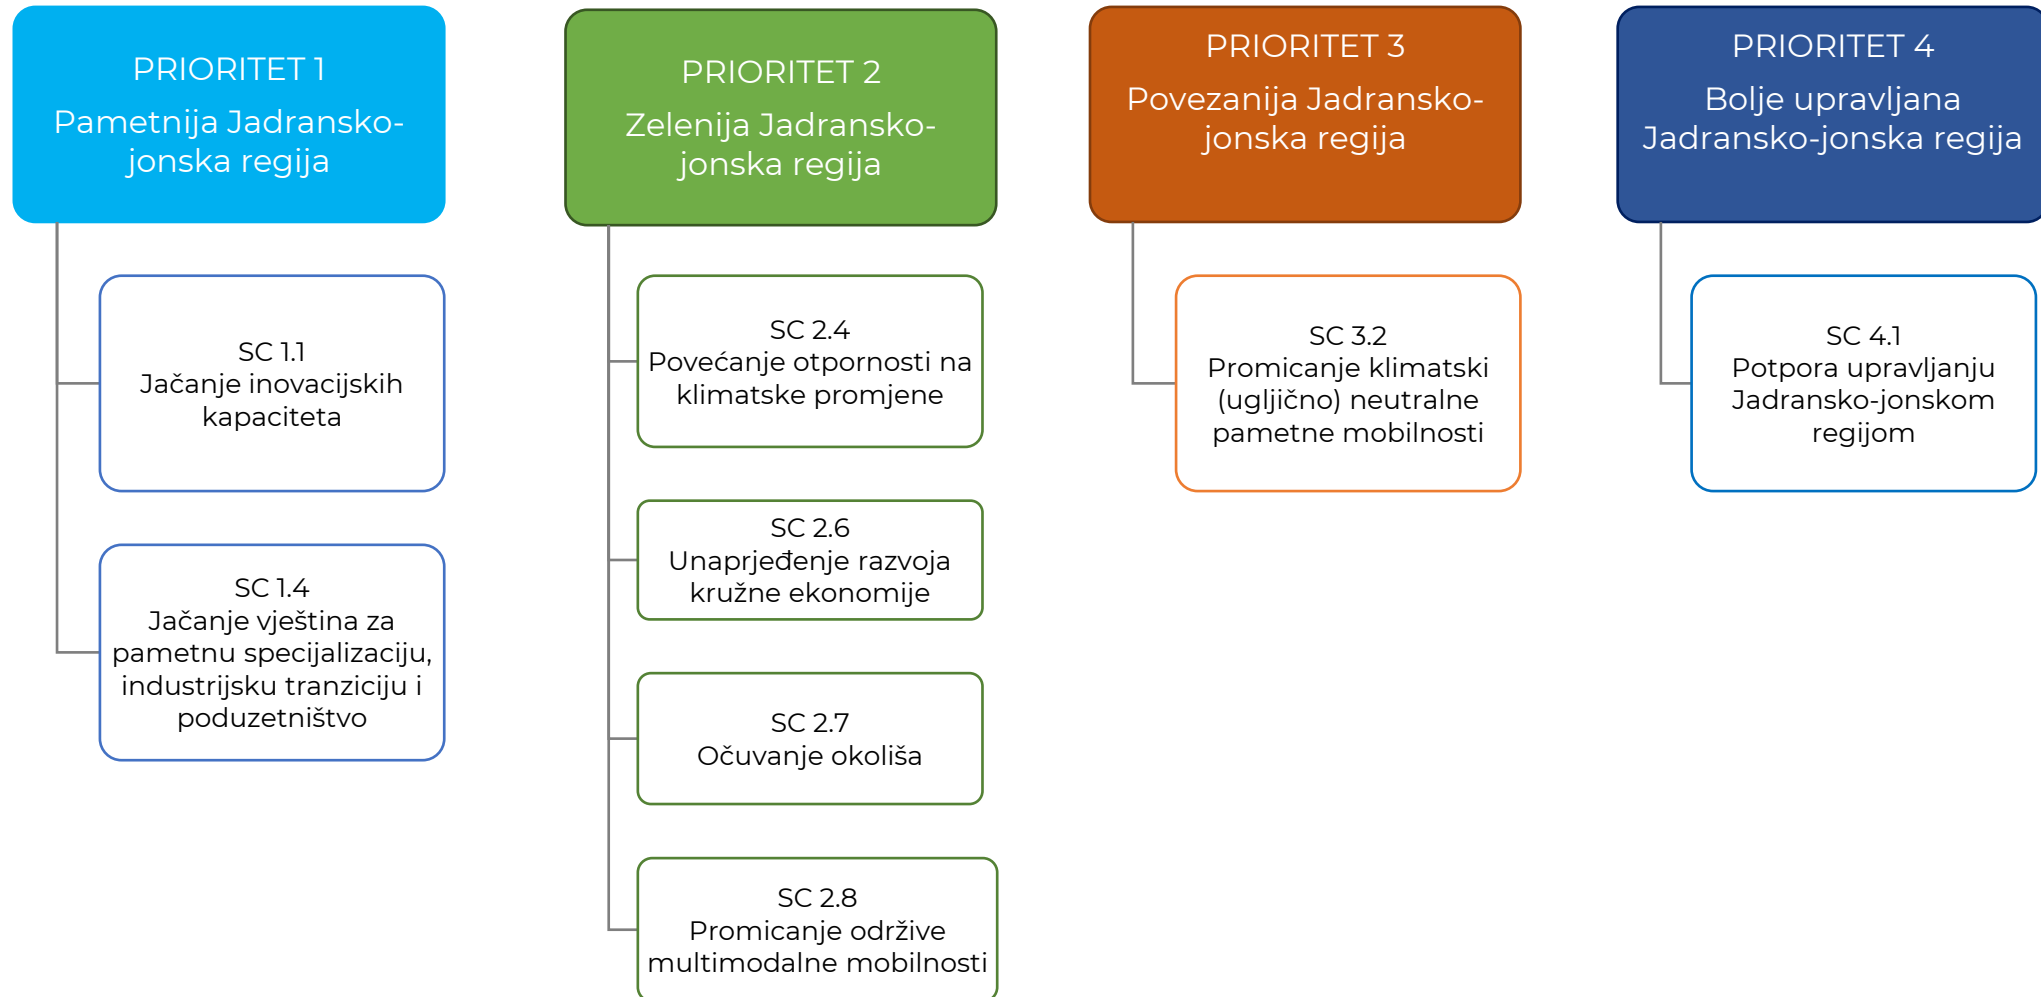 PRIORITET 1
Pametnija Jadransko-
jonska regija
SC 1.1
Jačanje inovacijskih
kapaciteta
SC 1.4
Jačanje vještina za
pametnu specijalizaciju,
industrijsku tranziciju i
poduzetništvo
PRIORITET 2
Zelenija Jadransko-
jonska regija
SC 2.4
Povećanje otpornosti na
klimatske promjene
SC 2.6
Unaprjeđenje razvoja
kružne ekonomije
SC 2.7
Očuvanje okoliša
SC 2.8
Promicanje održive
multimodalne mobilnosti
PRIORITET 3
Povezanija Jadransko-
jonska regija
SC 3.2
Promicanje klimatski
(ugljično) neutralne
pametne mobilnosti
PRIORITET 4
Bolje upravljana
Jadransko-jonska regija
SC 4.1
Potpora upravljanju
Jadransko-jonskom
regijom